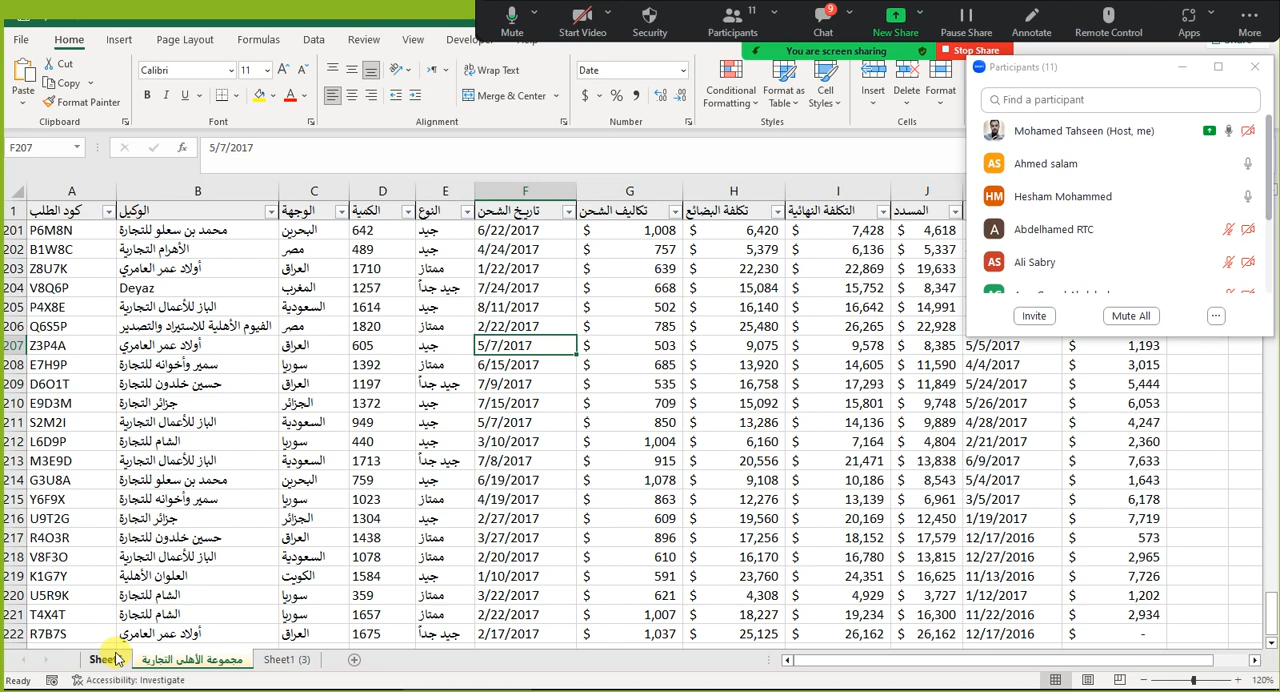 Mute
Start Video
Security
Participants
11
Chat
9
New Share
Pause Share
Annotate
Remote Control
Apps
More
You are screen sharing
Stop Share
File Home Insert Page Layout Formulas Data Review View
Paste
Cut
Copy
Format Painter
Clipboard
Calibri 11
B I U
Font
Wrap Text
Merge & Center
Alignment
Date
$ % ,
Number
Conditional Formatting
Format as Table
Cell Styles
Styles
Insert
Delete
Format
Cells
F207 fx 5/7/2017
A B C D E F G H I J
1 كود الطلب الوكيل الوجهة الكمية النوع تاريخ الشحن تكاليف الشحن تكلفة البضائع التكلفة النهائية المسدد
201 P6M8N محمد بن سعلو للتجارة البحرين 642 جيد 6/22/2017 $ 1,008 $ 6,420 $ 7,428 $ 4,618
202 B1W8C الأهرام التجارية مصر 489 جيد 4/24/2017 $ 757 $ 5,379 $ 6,136 $ 5,337
203 Z8U7K أولاد عمر العامري العراق 1710 ممتاز 1/22/2017 $ 639 $ 22,230 $ 22,869 $ 19,633
204 V8Q6P Deyaz المغرب 1257 جيد جداً 7/24/2017 $ 668 $ 15,084 $ 15,752 $ 8,347
205 P4X8E الباز للأعمال التجارية السعودية 1614 جيد 8/11/2017 $ 502 $ 16,140 $ 16,642 $ 14,991
206 Q6S5P الفيوم الأهلية للاستيراد والتصدير مصر 1820 ممتاز 2/22/2017 $ 785 $ 25,480 $ 26,265 $ 22,928
207 Z3P4A أولاد عمر العامري العراق 605 جيد 5/7/2017 $ 503 $ 9,075 $ 9,578 $ 8,385 5/5/2017 $ 1,193
208 E7H9P سمير وأخوانه للتجارة سوريا 1392 ممتاز 6/15/2017 $ 685 $ 13,920 $ 14,605 $ 11,590 4/4/2017 $ 3,015
209 D6O1T حسين خلدون للتجارة العراق 1197 جيد جداً 7/9/2017 $ 535 $ 16,758 $ 17,293 $ 11,849 5/24/2017 $ 5,444
210 E9D3M جزائر التجارة الجزائر 1372 جيد 7/15/2017 $ 709 $ 15,092 $ 15,801 $ 9,748 5/26/2017 $ 6,053
211 S2M2I الباز للأعمال التجارية السعودية 949 جيد 5/7/2017 $ 850 $ 13,286 $ 14,136 $ 9,889 4/28/2017 $ 4,247
212 L6D9P الشام للتجارة سوريا 440 جيد 3/10/2017 $ 1,004 $ 6,160 $ 7,164 $ 4,804 2/21/2017 $ 2,360
213 M3E9D الباز للأعمال التجارية السعودية 1713 جيد جداً 7/8/2017 $ 915 $ 20,556 $ 21,471 $ 13,838 6/9/2017 $ 7,633
214 G3U8A محمد بن سعلو للتجارة البحرين 759 جيد 6/19/2017 $ 1,078 $ 9,108 $ 10,186 $ 8,543 5/4/2017 $ 1,643
215 Y6F9X سمير وأخوانه للتجارة سوريا 1023 ممتاز 4/19/2017 $ 863 $ 12,276 $ 13,139 $ 6,961 3/5/2017 $ 6,178
216 U9T2G جزائر التجارة الجزائر 1304 جيد 2/27/2017 $ 609 $ 19,560 $ 20,169 $ 12,450 1/19/2017 $ 7,719
217 R4O3R حسين خلدون للتجارة العراق 1438 ممتاز 3/27/2017 $ 896 $ 17,256 $ 18,152 $ 17,579 12/17/2016 $ 573
218 V8F3O الباز للأعمال التجارية السعودية 1078 ممتاز 2/20/2017 $ 610 $ 16,170 $ 16,780 $ 13,815 12/27/2016 $ 2,965
219 K1G7Y العلوان الأهلية الكويت 1584 جيد 1/10/2017 $ 591 $ 23,760 $ 24,351 $ 16,625 11/13/2016 $ 7,726
220 U5R9K الشام للتجارة سوريا 359 ممتاز 3/22/2017 $ 621 $ 4,308 $ 4,929 $ 3,727 1/12/2017 $ 1,202
221 T4X4T الشام للتجارة سوريا 1657 ممتاز 4/22/2017 $ 1,007 $ 18,227 $ 19,234 $ 16,300 11/22/2016 $ 2,934
222 R7B7S أولاد عمر العامري العراق 1675 جيد جداً 2/17/2017 $ 1,037 $ 25,125 $ 26,162 $ 26,162 12/17/2016 $ -
Participants (11)
Find a participant
Mohamed Tahseen (Host, me)
AS Ahmed salam
HM Hesham Mohammed
A Abdelhamed RTC
AS Ali Sabry
Invite
Mute All
...
مجموعة الأهلى التجارية
Sheet1 (3)
Ready
Accessibility: Investigate
120%